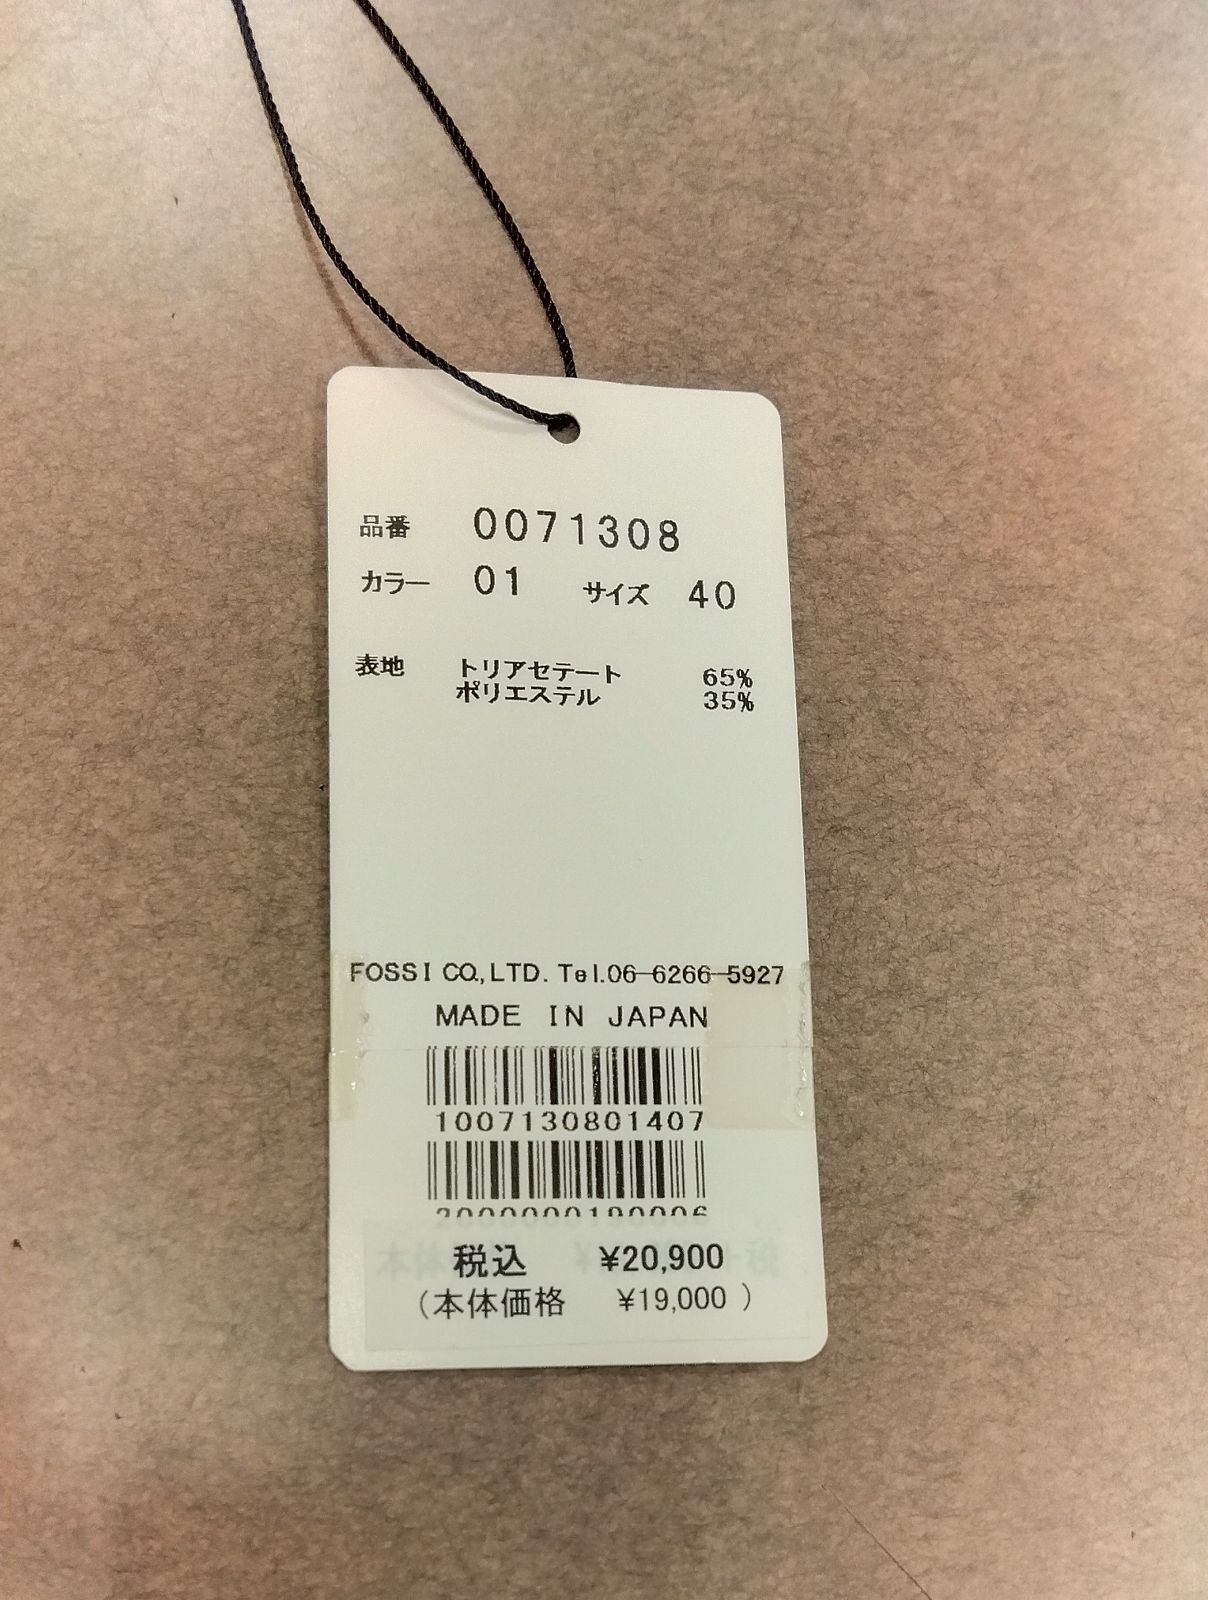 品番 0071308
カラー 01 サイズ 40
表地 トリアセテート 65%
ポリエステル 35%
FOSSI CO.,LTD. Tel.06-6266-5927
MADE IN JAPAN
1007130801407
2000000190006
税込 ¥20,900
(本体価格 ¥19,000 )